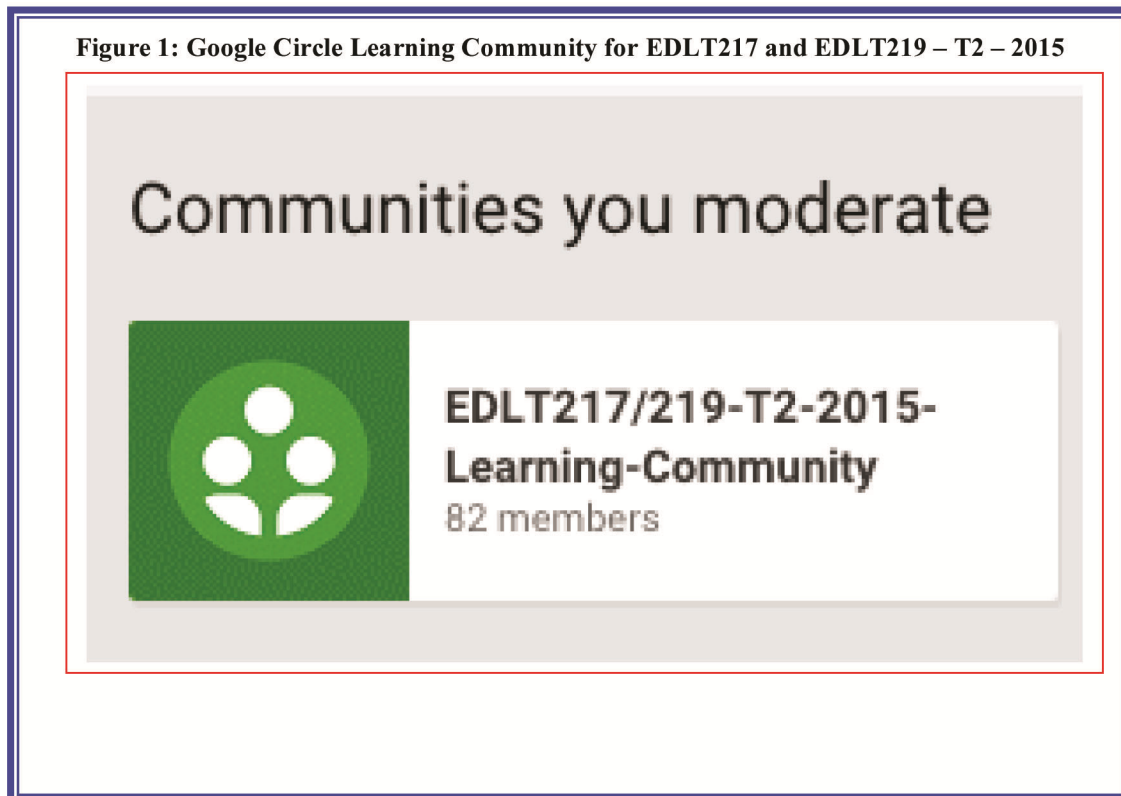 Figure 1: Google Circle Learning Community for EDLT217 and EDLT219 – T2 – 2015
Communities you moderate
EDLT217/219-T2-2015-
Learning-Community
82 members